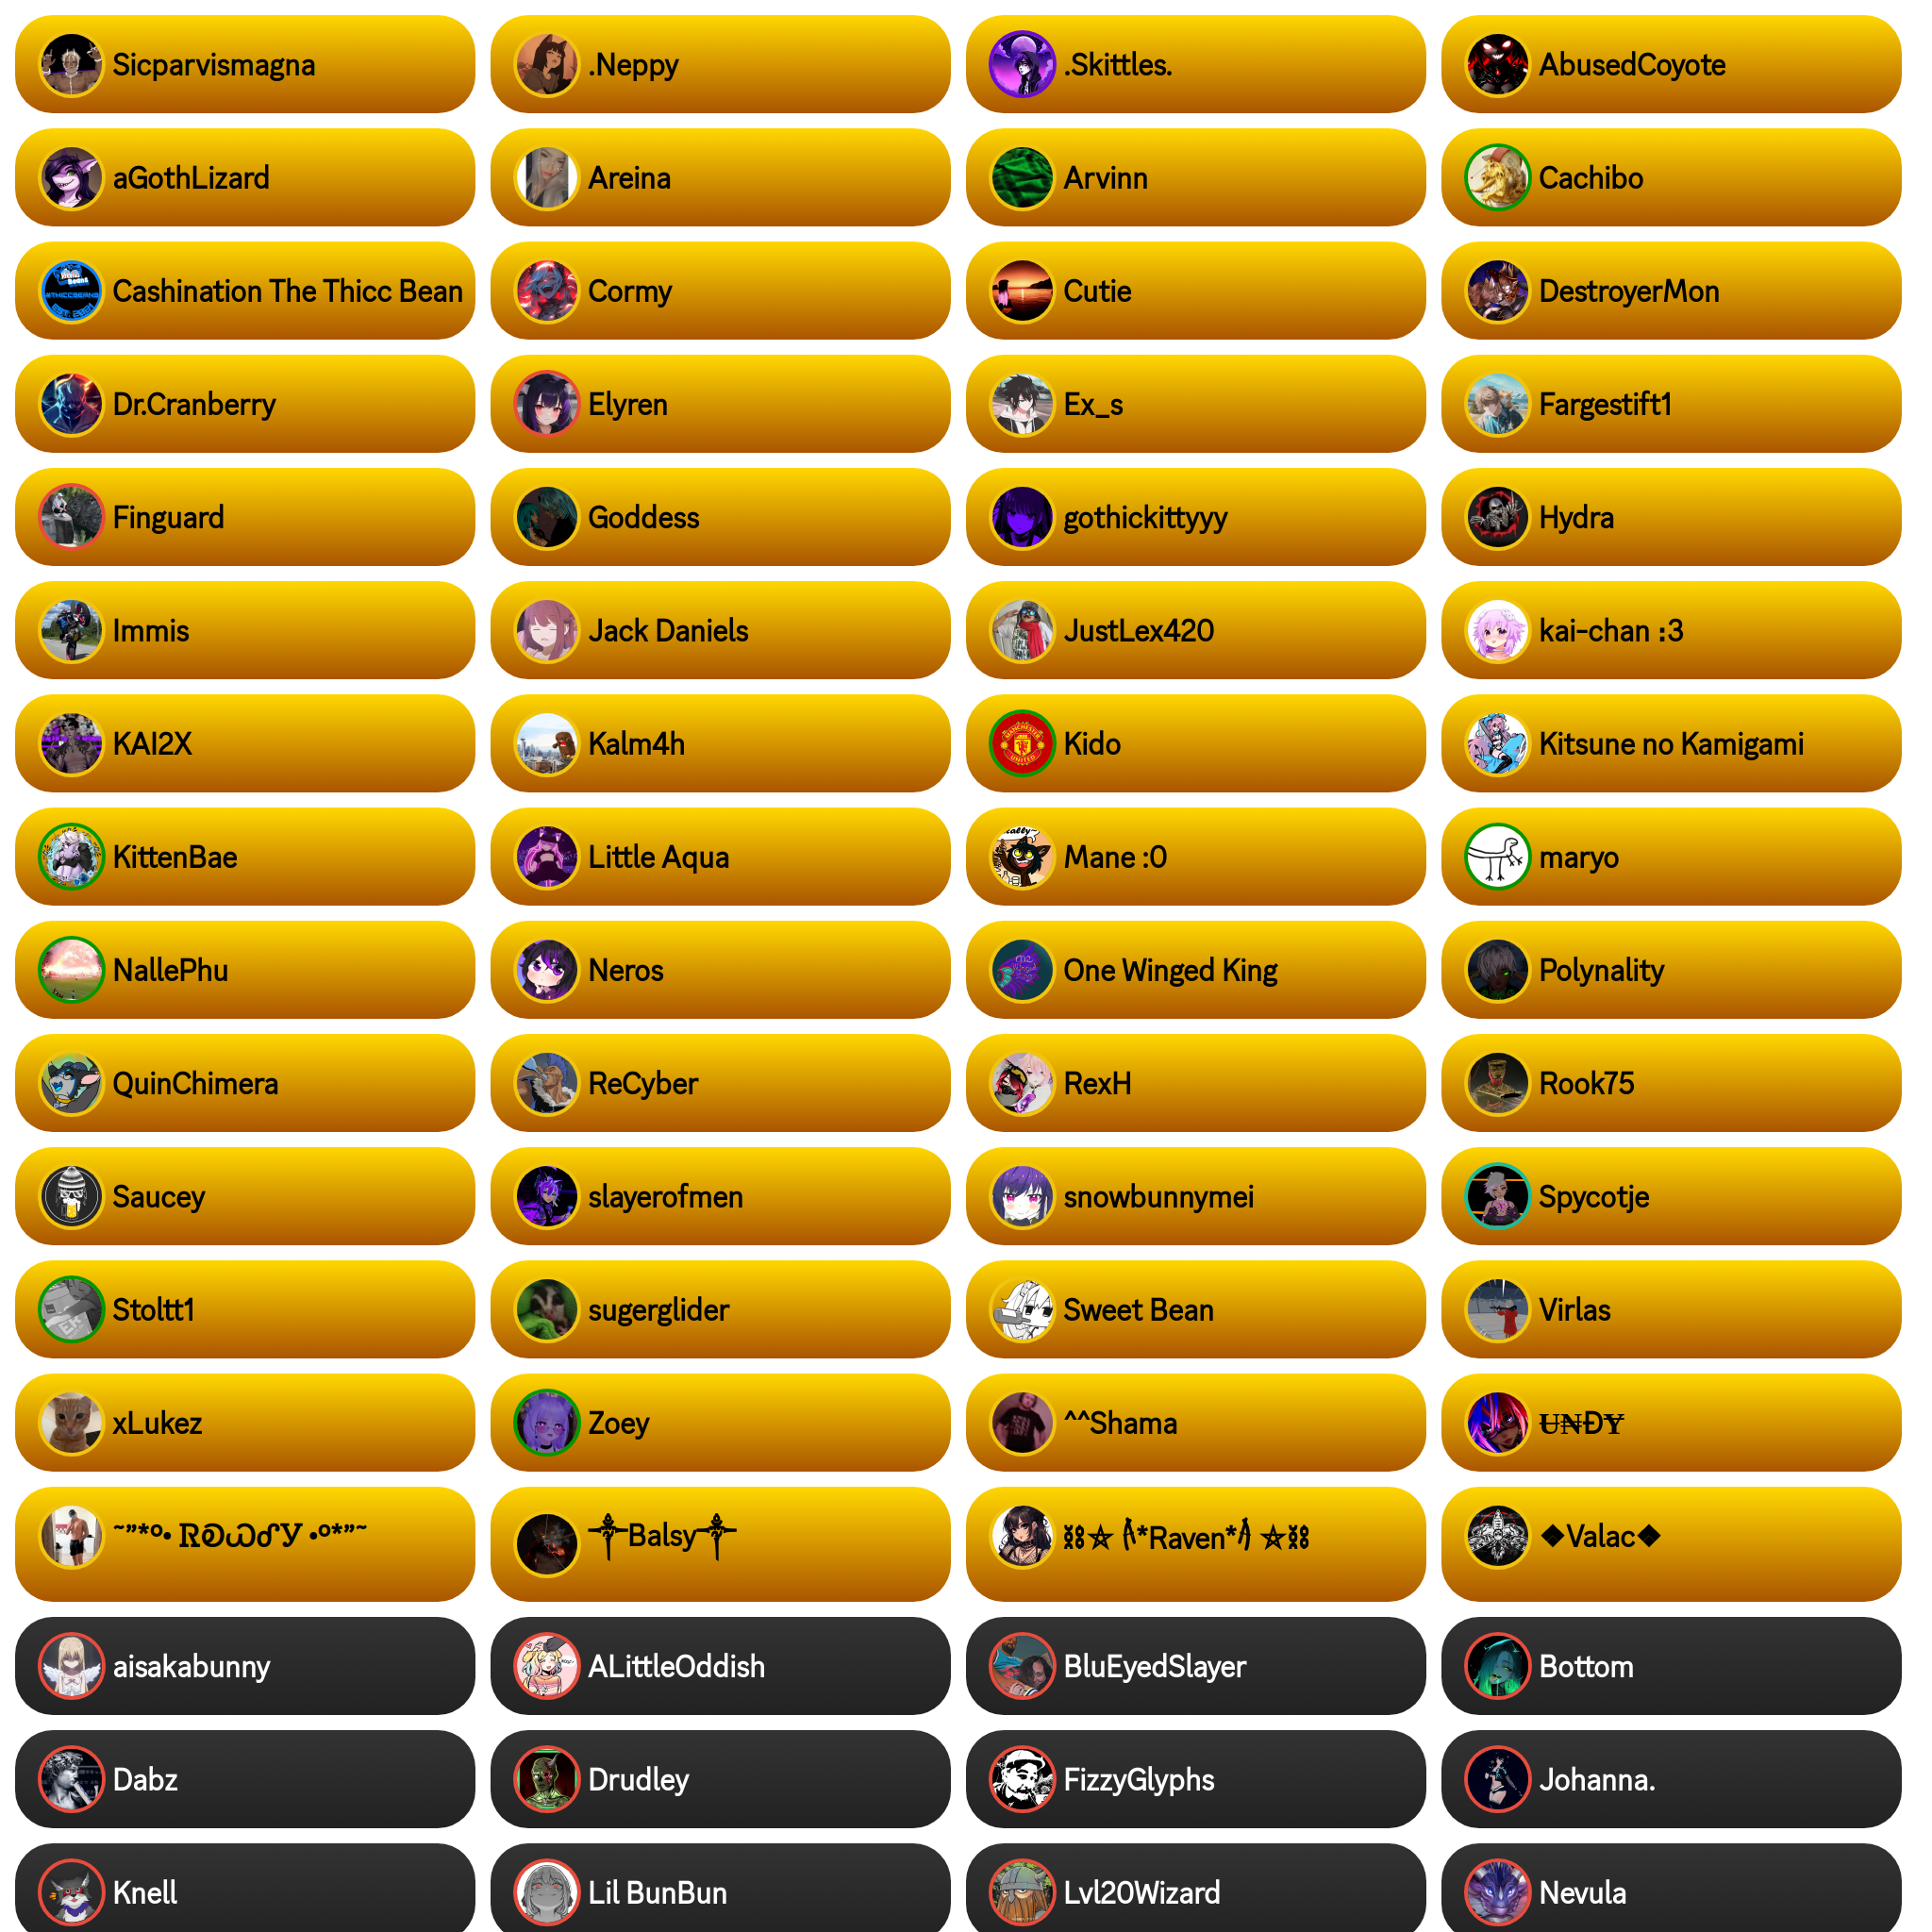 Sicparvismagna
.Neppy
.Skittles.
AbusedCoyote
aGothLizard
Areina
Arvinn
Cachibo
Cashination The Thicc Bean
Cormy
Cutie
DestroyerMon
Dr.Cranberry
Elyren
Ex_s
Fargestift1
Finguard
Goddess
gothickittyyy
Hydra
Immis
Jack Daniels
JustLex420
kai-chan :3
KAI2X
Kalm4h
MANCHESTER
UNITED
Kido
Kitsune no Kamigami
KittenBae
Little Aqua
Mane :0
maryo
NallePhu
Neros
One Winged King
Polynality
QuinChimera
ReCyber
RexH
Rook75
Saucey
slayerofmen
snowbunnymei
Spycotje
Stoltt1
sugerglider
Sweet Bean
Virlas
xLukez
Zoey
^^Shama
U̶₦ĐɎ
˜”*°• ᏒᎧᏇᎴᎩ •°*”˜
༒Balsy༒
⛓⛤*Raven*⛤⛓
◆Valac◆
aisakabunny
ALittleOddish
BluEyedSlayer
Bottom
Dabz
Drudley
FizzyGlyphs
Johanna.
Knell
Lil BunBun
Lvl20Wizard
Nevula